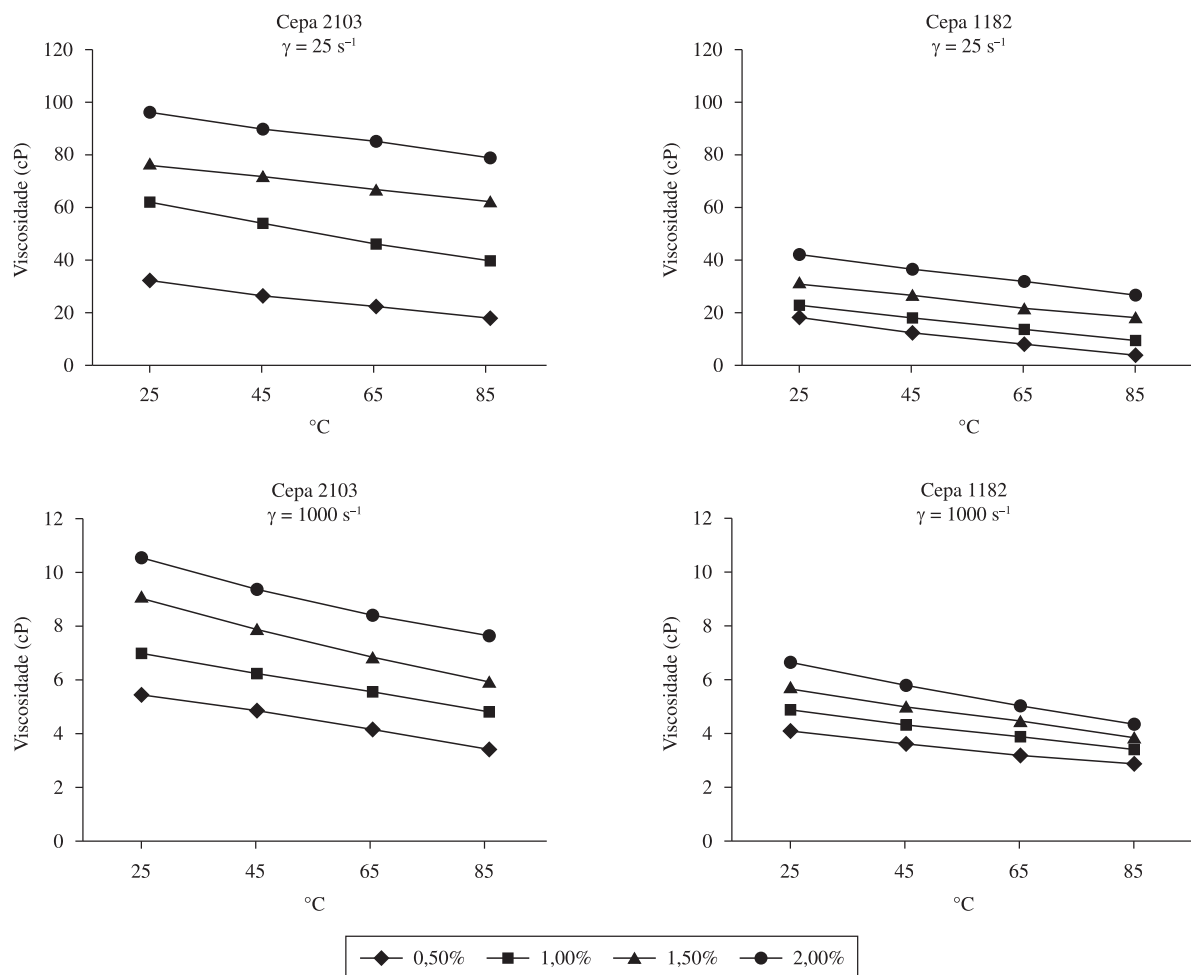 Cepa 2103
γ = 25 s⁻¹
120
100
80
60
40
20
0
Viscosidade (cP)
25 45 65 85
°C
Cepa 1182
γ = 25 s⁻¹
120
100
80
60
40
20
0
Viscosidade (cP)
25 45 65 85
°C
Cepa 2103
γ = 1000 s⁻¹
12
10
8
6
4
2
0
Viscosidade (cP)
25 45 65 85
°C
Cepa 1182
γ = 1000 s⁻¹
12
10
8
6
4
2
0
Viscosidade (cP)
25 45 65 85
°C
0,50% 1,00% 1,50% 2,00%